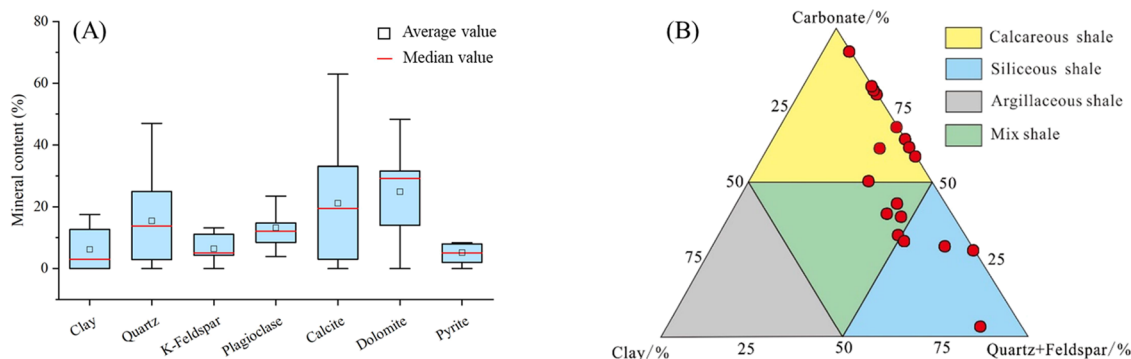 (A)
80
60
40
20
0
Mineral content (%)
Average value
Median value
Clay
Quartz
K-Feldspar
Plagioclase
Calcite
Dolomite
Pyrite
(B)
Carbonate/%
Calcareous shale
Siliceous shale
Argillaceous shale
Mix shale
25
75
50
50
75
25
Clay/%
25
50
75
Quartz+Feldspar/%